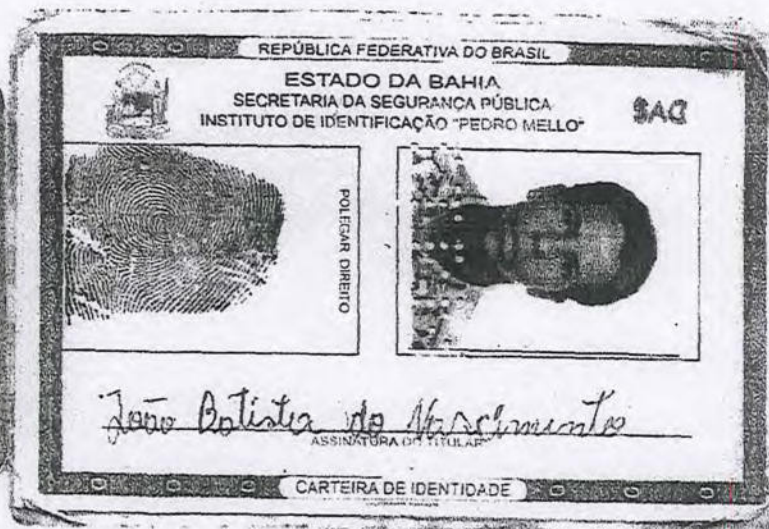 REPÚBLICA FEDERATIVA DO BRASIL
ESTADO DA BAHIA
SECRETARIA DA SEGURANÇA PÚBLICA
INSTITUTO DE IDENTIFICAÇÃO "PEDRO MELLO"
POLEGAR DIREITO
João Batista do Nascimento
ASSINATURA DO TITULAR
CARTEIRA DE IDENTIDADE